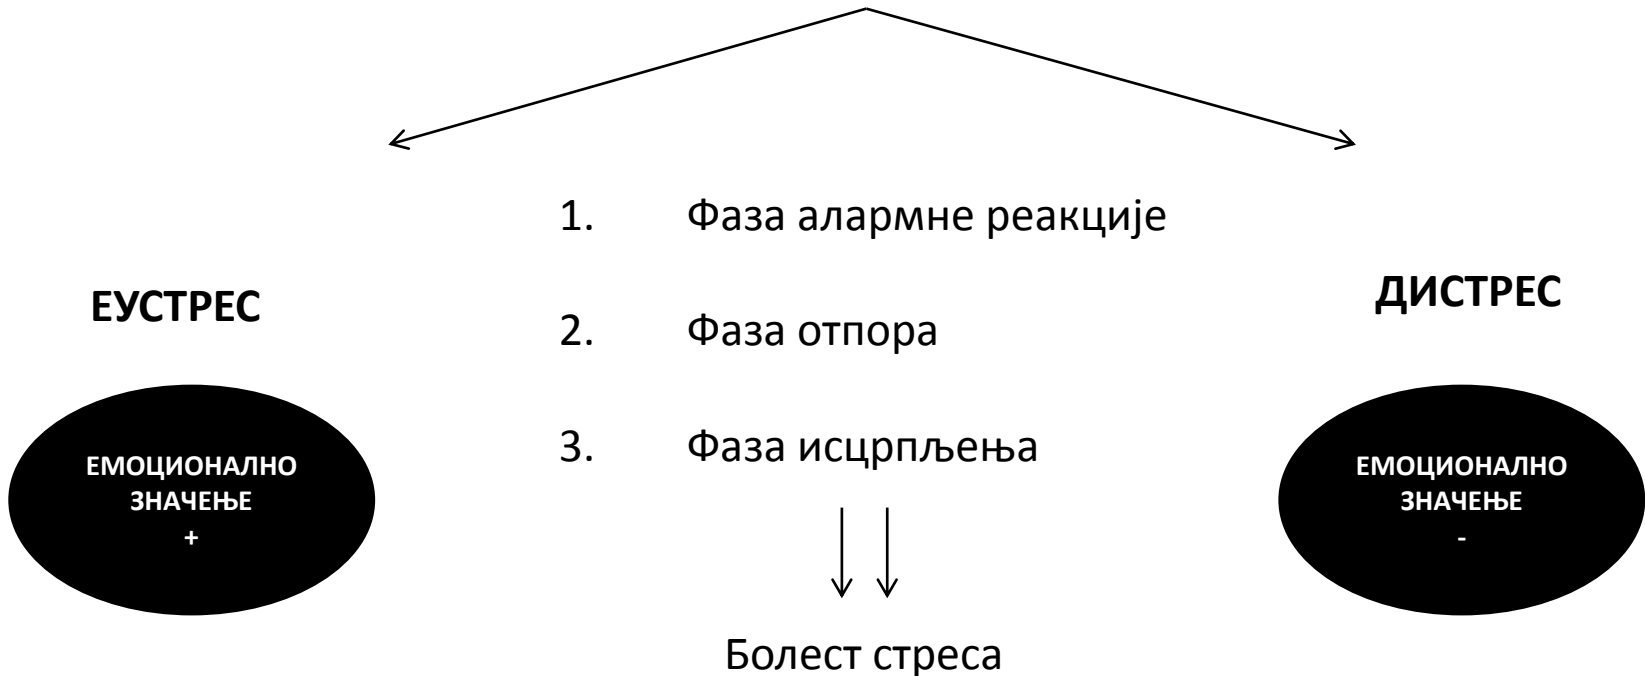 1. Фаза алармне реакције
ЕУСТРЕС
ДИСТРЕС
2. Фаза отпора
3. Фаза исцрпљења
ЕМОЦИОНАЛНО
ЗНАЧЕЊЕ
+
ЕМОЦИОНАЛНО
ЗНАЧЕЊЕ
-
Болест стреса